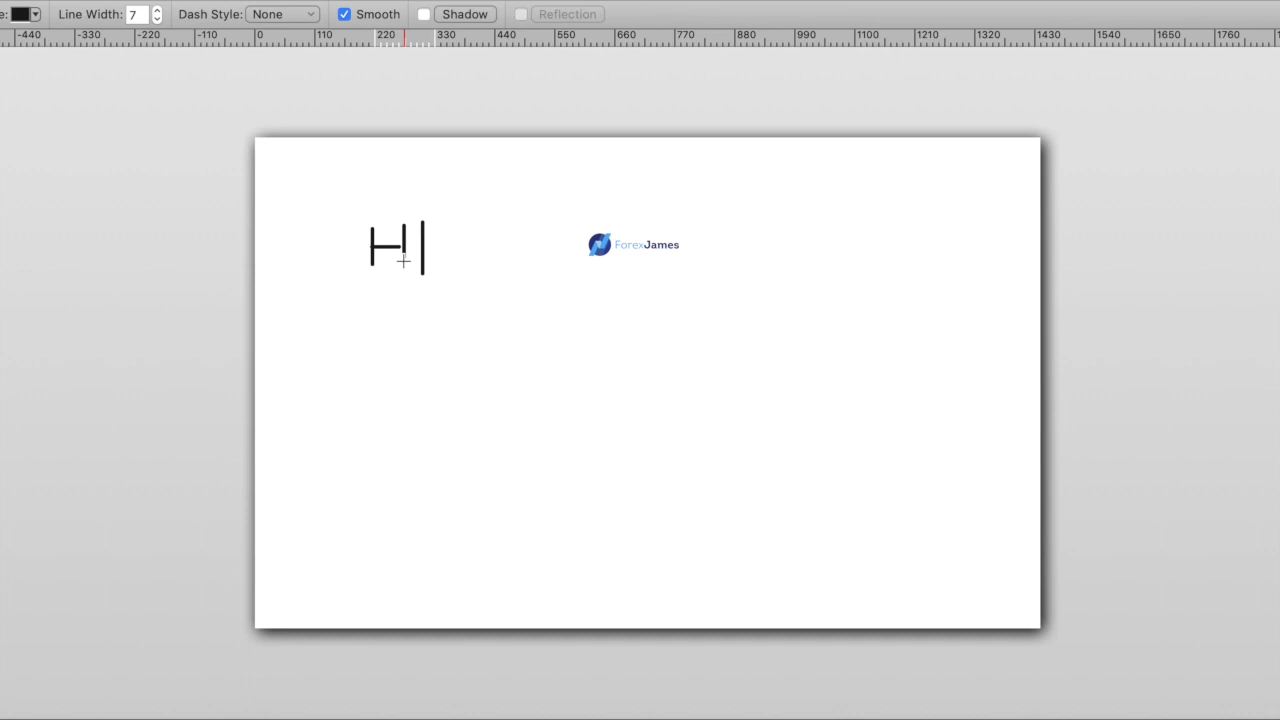 e: Line Width: 7 Dash Style: None Smooth Shadow Reflection
-440 -330 -220 -110 0 110 220 330 440 550 660 770 880 990 1100 1210 1320 1430 1540 1650 1760
HI
ForexJames